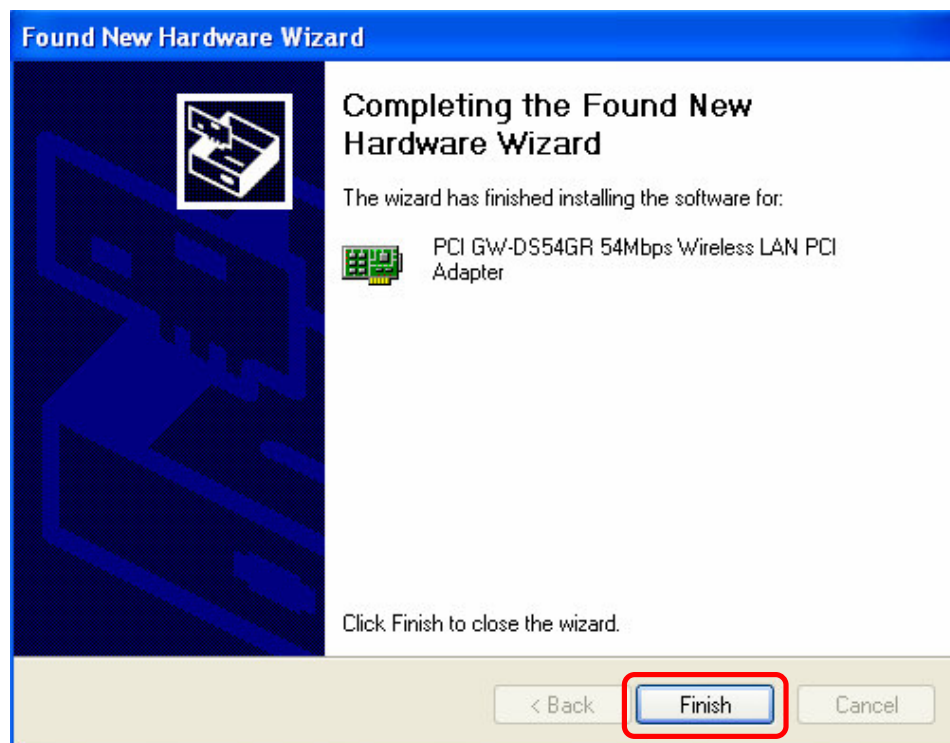 Found New Hardware Wizard
Completing the Found New
Hardware Wizard
The wizard has finished installing the software for:
PCI GW-DS54GR 54Mbps Wireless LAN PCI
Adapter
Click Finish to close the wizard.
< Back Finish Cancel